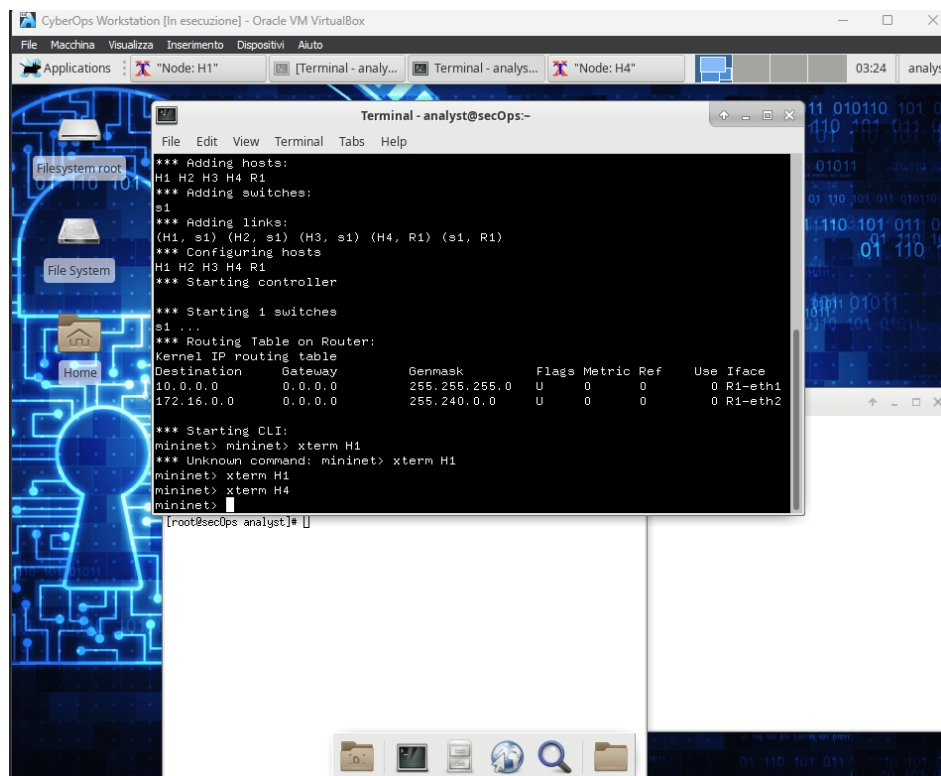 CyberOps Workstation [In esecuzione] - Oracle VM VirtualBox
File Macchina Visualizza Inserimento Dispositivi Aiuto
Applications "Node: H1" [Terminal - analy... Terminal - analys... "Node: H4" 03:24 analys
Terminal - analyst@secOps:~
File Edit View Terminal Tabs Help
*** Adding hosts:
H1 H2 H3 H4 R1
*** Adding switches:
s1
*** Adding links:
(H1, s1) (H2, s1) (H3, s1) (H4, R1) (s1, R1)
*** Configuring hosts
H1 H2 H3 H4 R1
*** Starting controller
*** Starting 1 switches
s1 ...
*** Routing Table on Router:
Kernel IP routing table
Destination Gateway Genmask Flags Metric Ref Use Iface
10.0.0.0 0.0.0.0 255.255.255.0 U 0 0 0 R1-eth1
172.16.0.0 0.0.0.0 255.240.0.0 U 0 0 0 R1-eth2
*** Starting CLI:
mininet> mininet> xterm H1
*** Unknown command: mininet> xterm H1
mininet> xterm H1
mininet> xterm H4
mininet>
[root@secOps analyst]#
Filesystem root
File System
Home